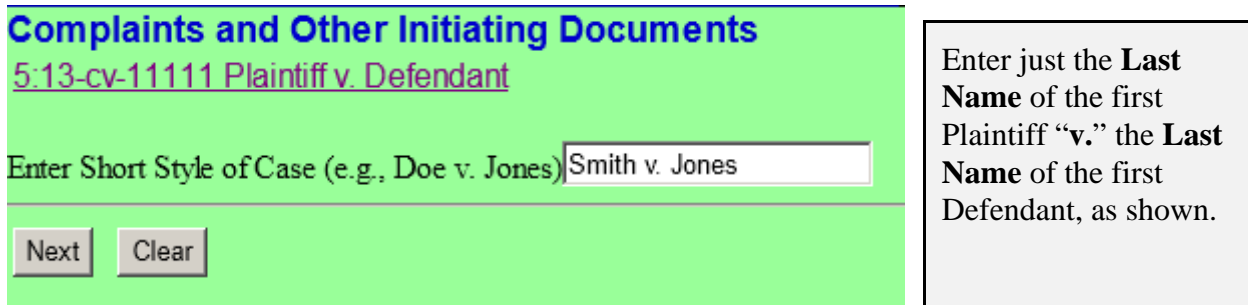 Complaints and Other Initiating Documents
5:13-cv-11111 Plaintiff v. Defendant
Enter Short Style of Case (e.g., Doe v. Jones) Smith v. Jones
Next Clear
Enter just the Last
Name of the first
Plaintiff “v.” the Last
Name of the first
Defendant, as shown.